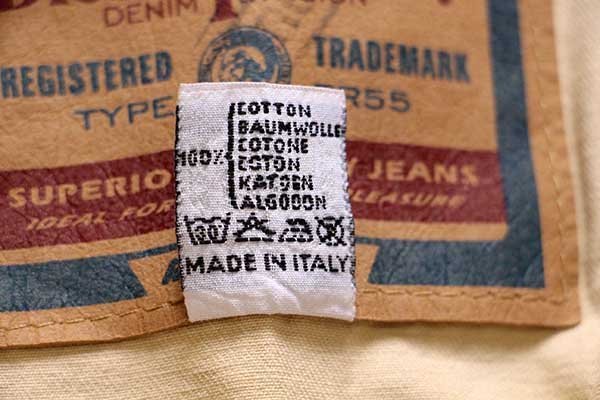 DENIM
REGISTERED TRADEMARK
TYPE R55
SUPERIO JEANS
IDEAL FOR LEASURE
COTTON
BAUMWOLLE
COTONE
100% COTON
KATOEN
ALGODON
30
MADE IN ITALY